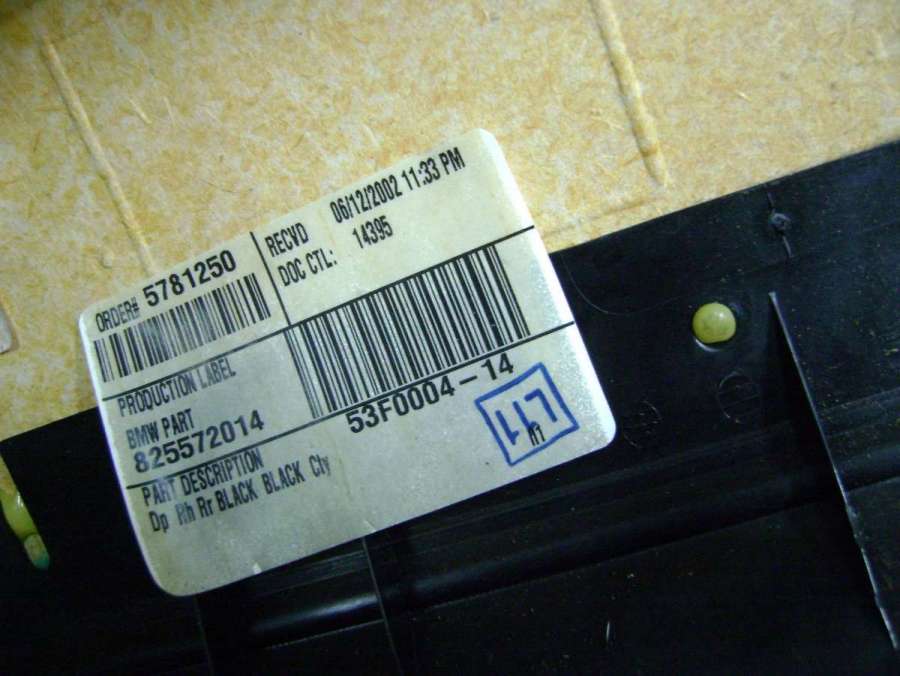 ORDER# 5781250
RECVD 06/12/2002 11:33 PM
DOC CTL: 14395
PRODUCTION LABEL
BMW PART
825572014
53F0004-14
PART DESCRIPTION
Dp Rh Rr BLACK BLACK Cty